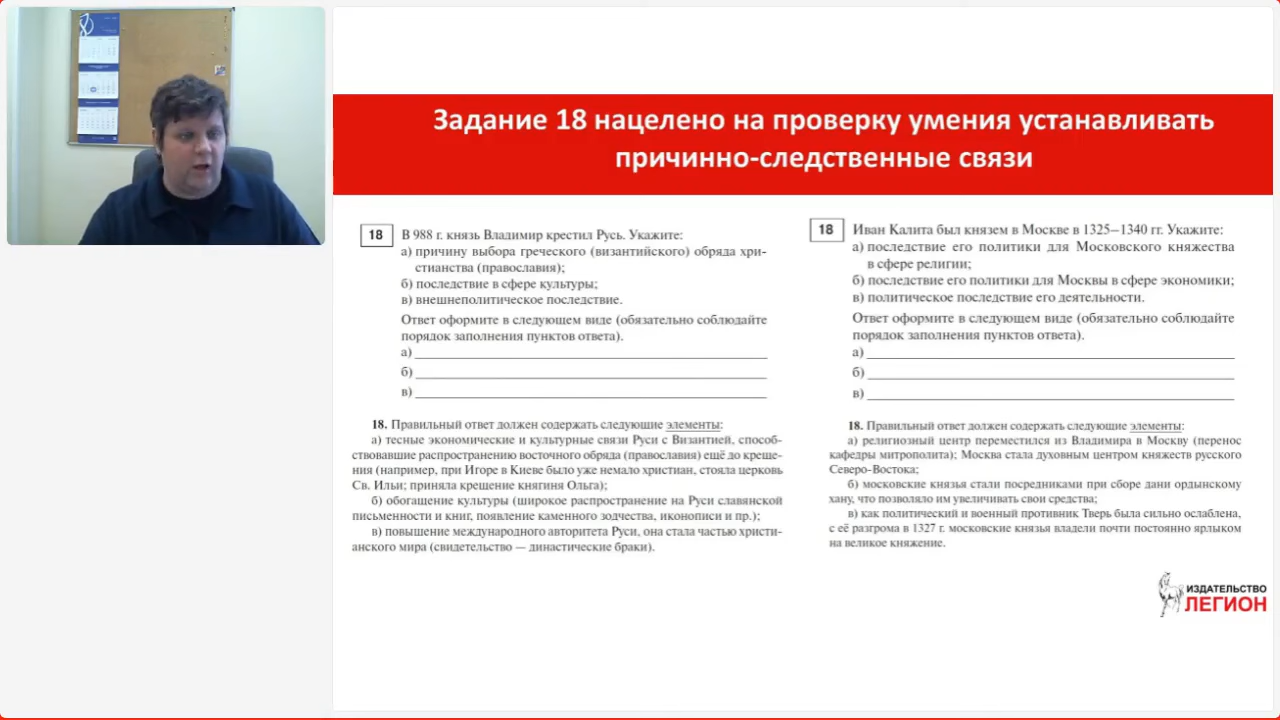 Задание 18 нацелено на проверку умения устанавливать
причинно-следственные связи
18 В 988 г. князь Владимир крестил Русь. Укажите:
а) причину выбора греческого (византийского) обряда хри-
стианства (православия);
б) последствие в сфере культуры;
в) внешнеполитическое последствие.
Ответ оформите в следующем виде (обязательно соблюдайте
порядок заполнения пунктов ответа).
а)
б)
в)
18. Правильный ответ должен содержать следующие элементы:
а) тесные экономические и культурные связи Руси с Византией, способ-
ствовавшие распространению восточного обряда (православия) ещё до креще-
ния (например, при Игоре в Киеве было уже немало христиан, стояла церковь
Св. Ильи; приняла крещение княгиня Ольга);
б) обогащение культуры (широкое распространение на Руси славянской
письменности и книг, появление каменного зодчества, иконописи и пр.);
в) повышение международного авторитета Руси, она стала частью христи-
анского мира (свидетельство — династические браки).
18 Иван Калита был князем в Москве в 1325–1340 гг. Укажите:
а) последствие его политики для Московского княжества
в сфере религии;
б) последствие его политики для Москвы в сфере экономики;
в) политическое последствие его деятельности.
Ответ оформите в следующем виде (обязательно соблюдайте
порядок заполнения пунктов ответа).
а)
б)
в)
18. Правильный ответ должен содержать следующие элементы:
а) религиозный центр переместился из Владимира в Москву (перенос
кафедры митрополита); Москва стала духовным центром княжеств русского
Северо-Востока;
б) московские князья стали посредниками при сборе дани ордынскому
хану, что позволяло им увеличивать свои средства;
в) как политический и военный противник Тверь была сильно ослаблена,
с её разгрома в 1327 г. московские князья владели почти постоянно ярлыком
на великое княжение.
ИЗДАТЕЛЬСТВО
ЛЕГИОН